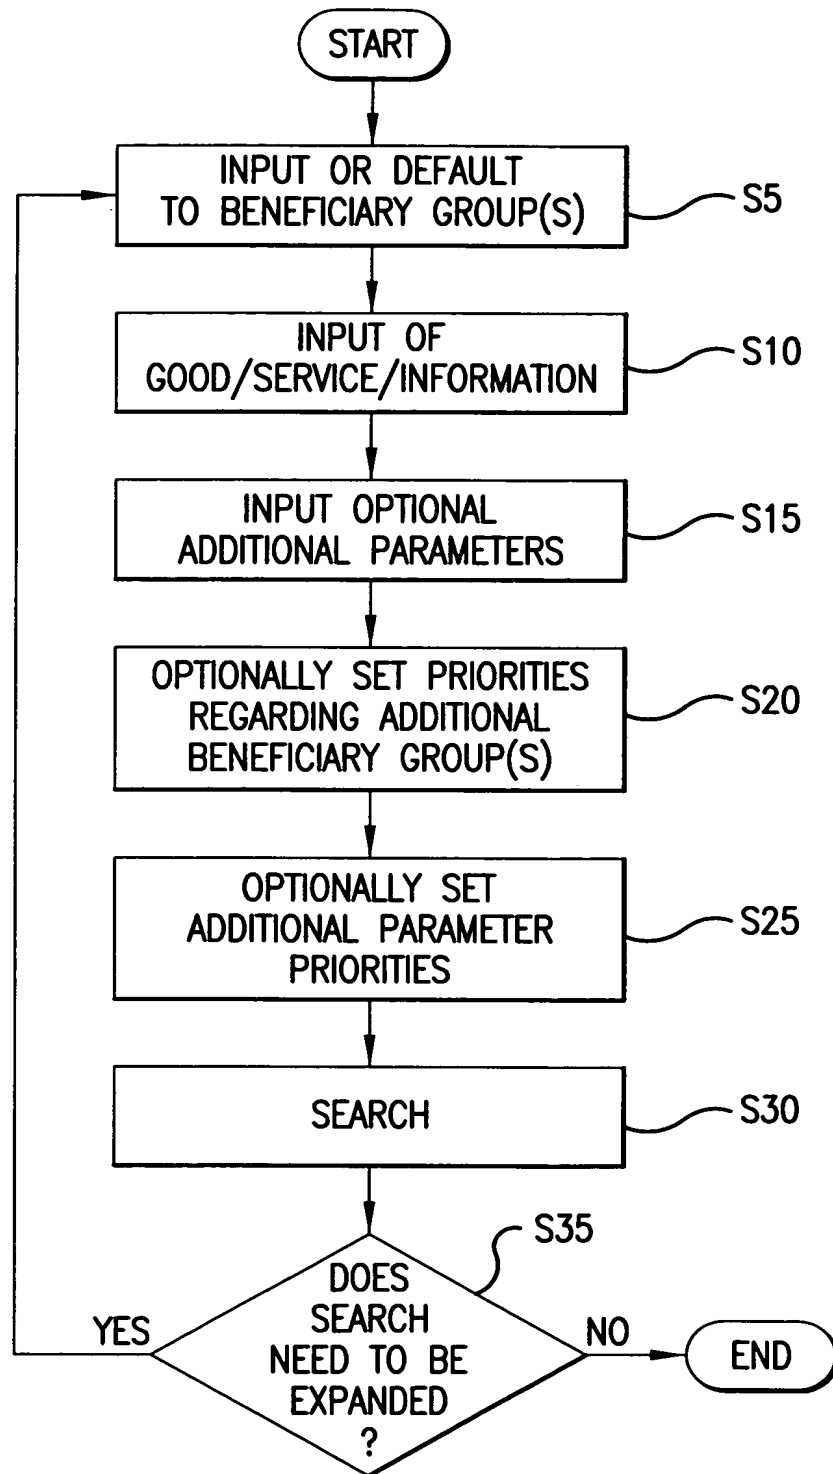 START
INPUT OR DEFAULT
TO BENEFICIARY GROUP(S)
S5
INPUT OF
GOOD/SERVICE/INFORMATION
S10
INPUT OPTIONAL
ADDITIONAL PARAMETERS
S15
OPTIONALLY SET PRIORITIES
REGARDING ADDITIONAL
BENEFICIARY GROUP(S)
S20
OPTIONALLY SET
ADDITIONAL PARAMETER
PRIORITIES
S25
SEARCH
S30
S35
DOES
SEARCH
NEED TO BE
EXPANDED
?
YES
NO
END